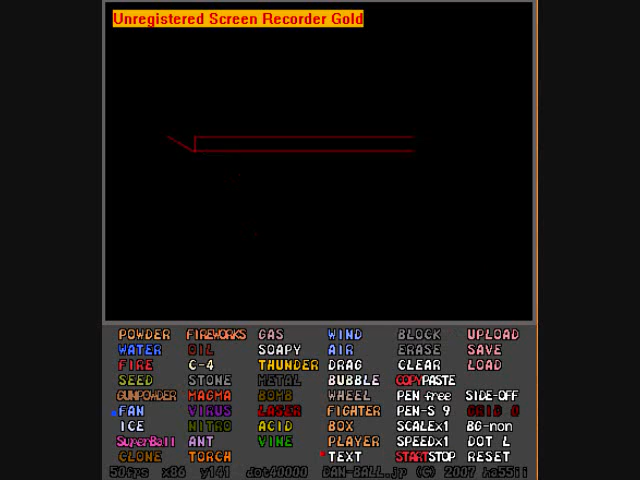 Unregistered Screen Recorder Gold
POWDER FIREWORKS GAS WIND BLOCK UPLOAD
WATER OIL SOAPY AIR ERASE SAVE
FIRE C-4 THUNDER DRAG CLEAR LOAD
SEED STONE METAL BUBBLE COPYPASTE
GUNPOWDER MAGMA BOMB WHEEL PEN free SIDE-OFF
FAN VIRUS LASER FIGHTER PEN-S 9 GRID 0
ICE NITRO ACID BOX SCALEx1 BG-non
SuperBall ANT VINE PLAYER SPEEDx1 DOT L
CLONE TORCH TEXT STARTSTOP RESET
50fps x86 y141 dot40000 DAN-BALL.jp (C) 2007 ha55ii